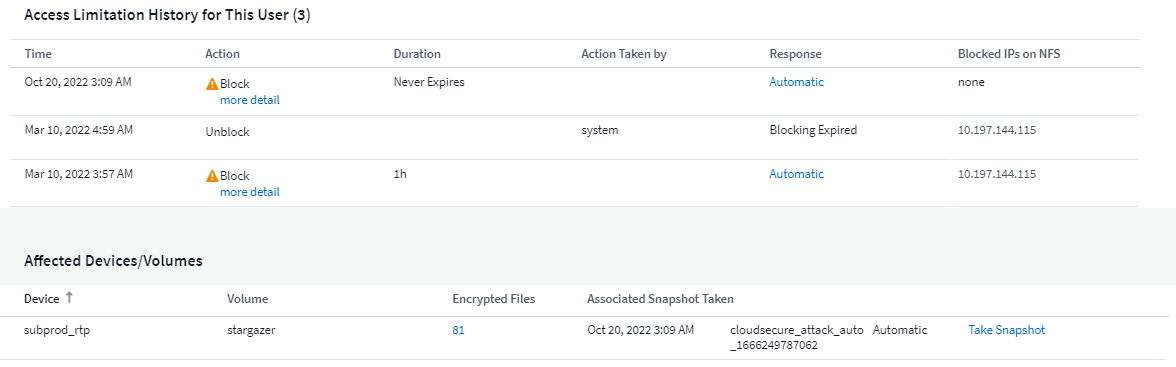 Access Limitation History for This User (3)
Time Action Duration Action Taken by Response Blocked IPs on NFS
Oct 20, 2022 3:09 AM Block Never Expires Automatic none
more detail
Mar 10, 2022 4:59 AM Unblock system Blocking Expired 10.197.144.115
Mar 10, 2022 3:57 AM Block 1h Automatic 10.197.144.115
more detail
Affected Devices/Volumes
Device ↑ Volume Encrypted Files Associated Snapshot Taken
subprod_rtp stargazer 81 Oct 20, 2022 3:09 AM cloudsecure_attack_auto Automatic Take Snapshot
_1666249787062